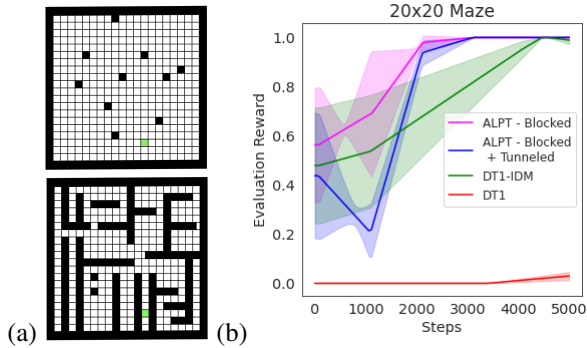 20x20 Maze
Evaluation Reward
1.0
0.8
0.6
0.4
0.2
0.0
ALPT - Blocked
ALPT - Blocked
+ Tunneled
DT1-IDM
DT1
0 1000 2000 3000 4000 5000
Steps
(a) (b)